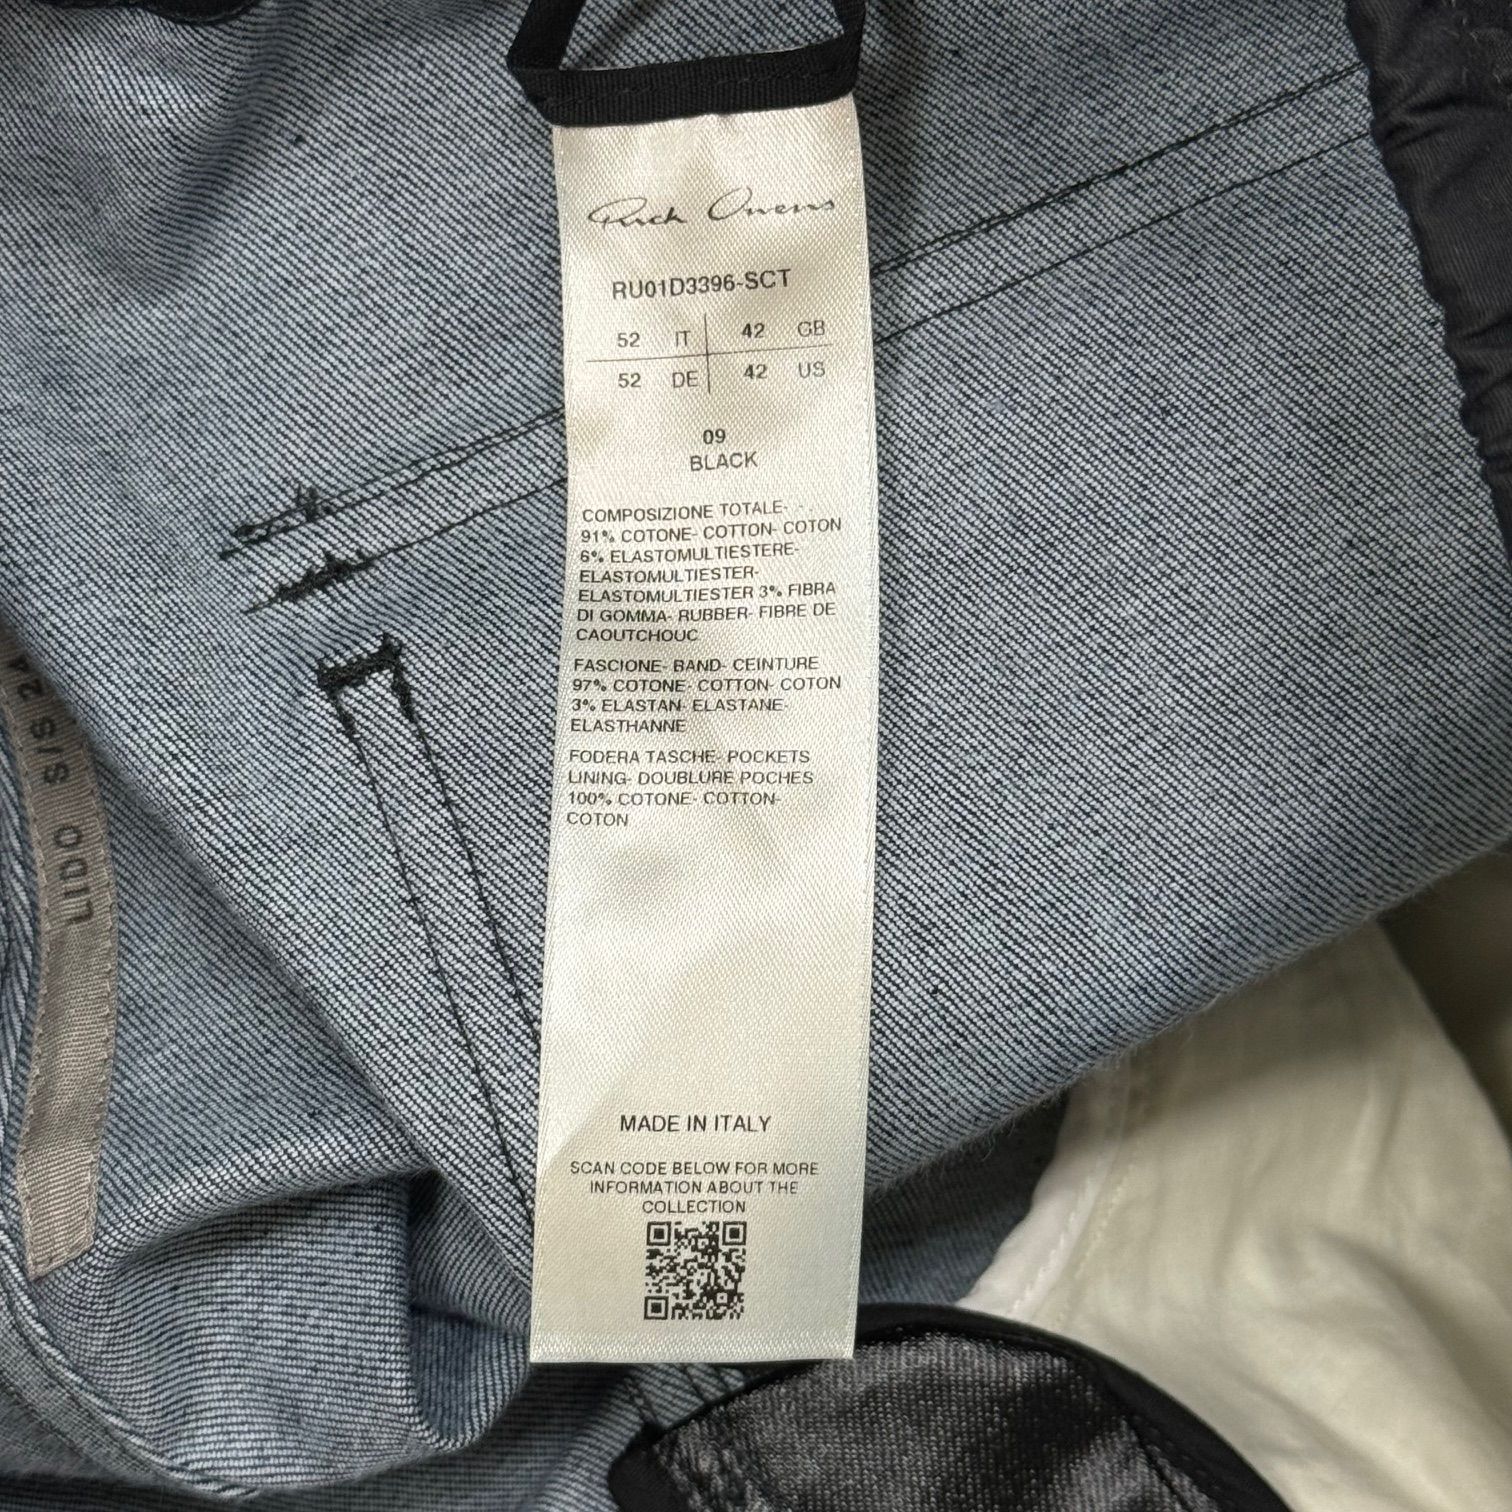 Rick Owens
RU01D3396-SCT
52 IT 42 GB
52 DE 42 US
09
BLACK
COMPOSIZIONE TOTALE- -
91% COTONE- COTTON- COTON
6% ELASTOMULTIESTERE-
ELASTOMULTIESTER-
ELASTOMULTIESTER 3% FIBRA
DI GOMMA- RUBBER- FIBRE DE
CAOUTCHOUC
FASCIONE- BAND- CEINTURE
97% COTONE- COTTON- COTON
3% ELASTAN- ELASTANE-
ELASTHANNE
FODERA TASCHE- POCKETS
LINING- DOUBLURE POCHES
100% COTONE- COTTON-
COTON
MADE IN ITALY
SCAN CODE BELOW FOR MORE
INFORMATION ABOUT THE
COLLECTION
LIDO S/S 24